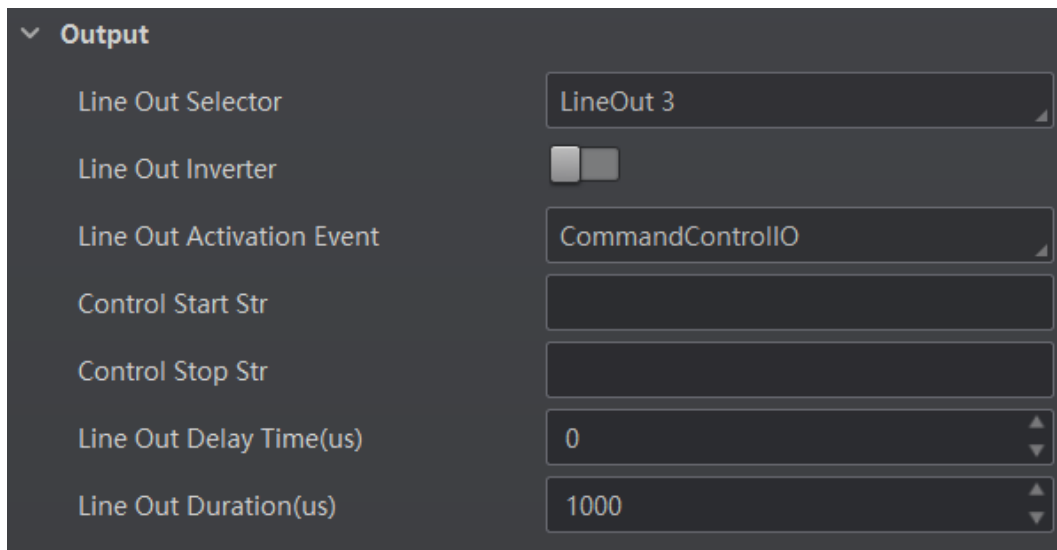 Output
Line Out Selector LineOut 3
Line Out Inverter
Line Out Activation Event CommandControlIO
Control Start Str
Control Stop Str
Line Out Delay Time(us) 0
Line Out Duration(us) 1000